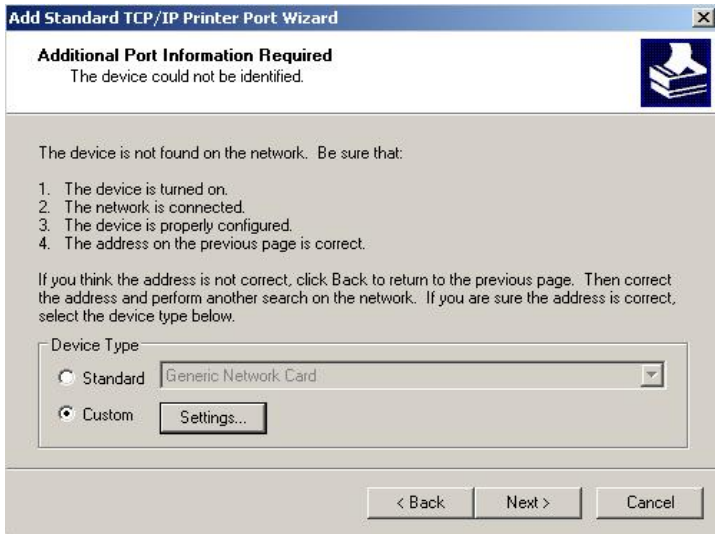 Add Standard TCP/IP Printer Port Wizard
Additional Port Information Required
The device could not be identified.
The device is not found on the network.  Be sure that:
1.  The device is turned on.
2.  The network is connected.
3.  The device is properly configured.
4.  The address on the previous page is correct.
If you think the address is not correct, click Back to return to the previous page.  Then correct
the address and perform another search on the network.  If you are sure the address is correct,
select the device type below.
Device Type
Standard Generic Network Card
Custom Settings...
< Back Next > Cancel